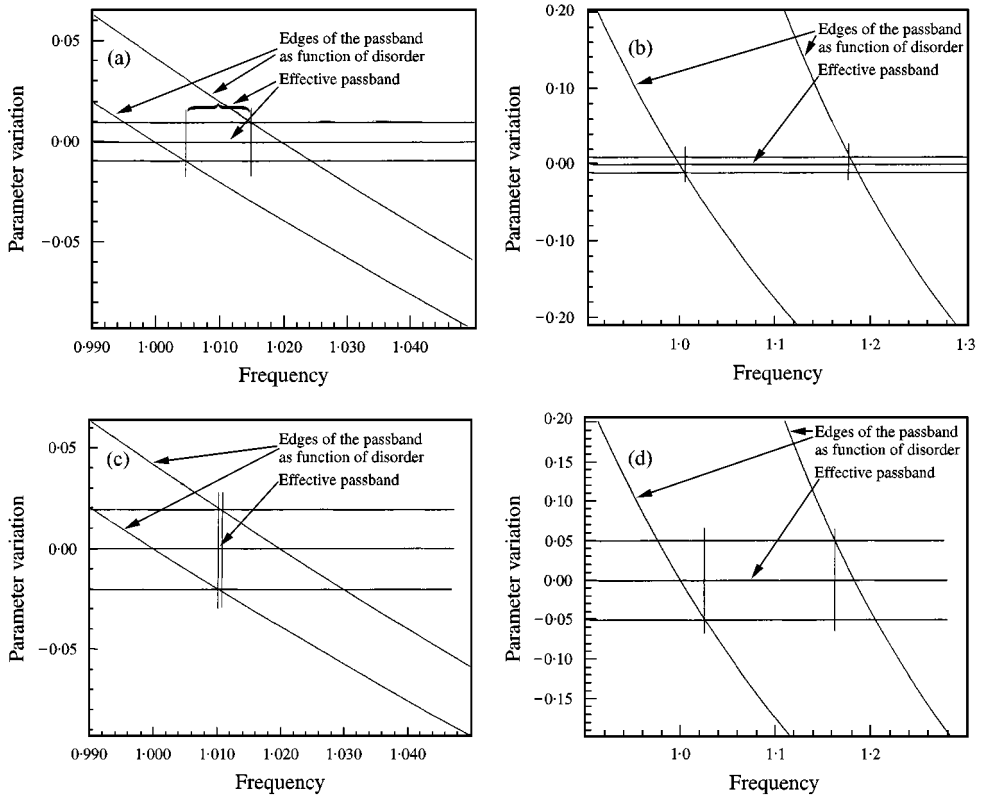 (a)
Edges of the passband
as function of disorder
Effective passband
0·05
0·00
−0·05
Parameter variation
0·990 1·000 1·010 1·020 1·030 1·040
Frequency
(b)
Edges of the passband
as function of disorder
Effective passband
0·20
0·10
0·00
−0·10
−0·20
Parameter variation
1·0 1·1 1·2 1·3
Frequency
(c)
Edges of the passband
as function of disorder
Effective passband
0·05
0·00
−0·05
Parameter variation
0·990 1·000 1·010 1·020 1·030 1·040
Frequency
(d)
Edges of the passband
as function of disorder
Effective passband
0·20
0·15
0·10
0·05
0·00
−0·05
−0·10
−0·15
Parameter variation
1·0 1·1 1·2
Frequency